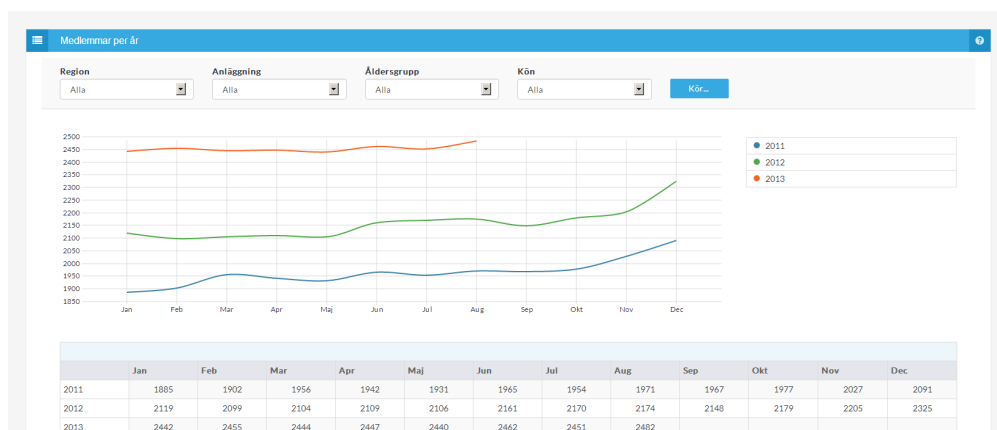 Medlemmar per år
Region Anläggning Åldersgrupp Kön
Alla Alla Alla Alla Kör...
2500
2450
2400
2350
2300
2250
2200
2150
2100
2050
2000
1950
1900
1850
Jan Feb Mar Apr Maj Jun Jul Aug Sep Okt Nov Dec
2011
2012
2013
Jan Feb Mar Apr Maj Jun Jul Aug Sep Okt Nov Dec
2011 1885 1902 1956 1942 1931 1965 1954 1971 1967 1977 2027 2091
2012 2119 2099 2104 2109 2106 2161 2170 2174 2148 2179 2205 2325
2013 2442 2455 2444 2447 2440 2462 2451 2482